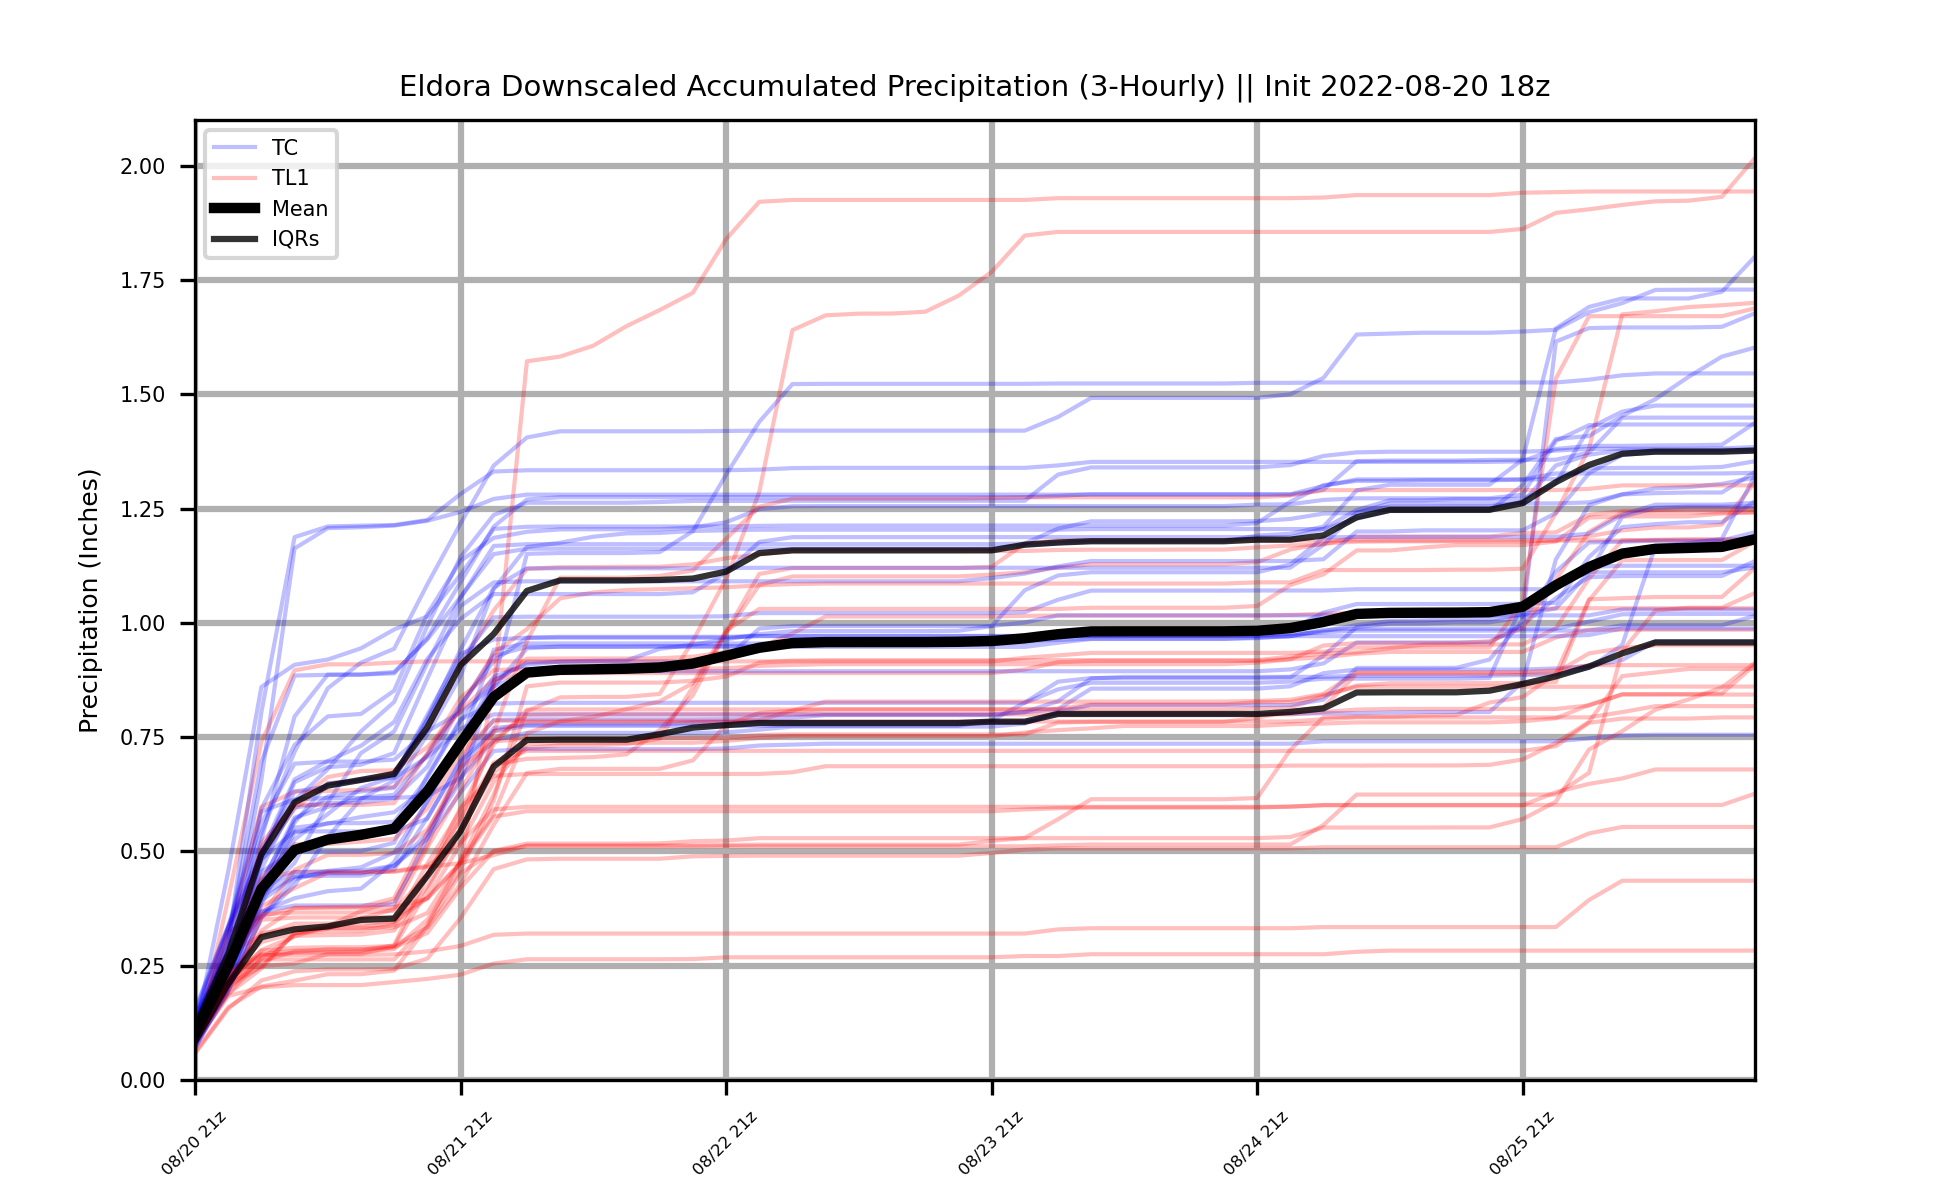 Eldora Downscaled Accumulated Precipitation (3-Hourly) || Init 2022-08-20 18z
TC
TL1
Mean
IQRs
Precipitation (Inches)
2.00
1.75
1.50
1.25
1.00
0.75
0.50
0.25
0.00
08/20 21z
08/21 21z
08/22 21z
08/23 21z
08/24 21z
08/25 21z